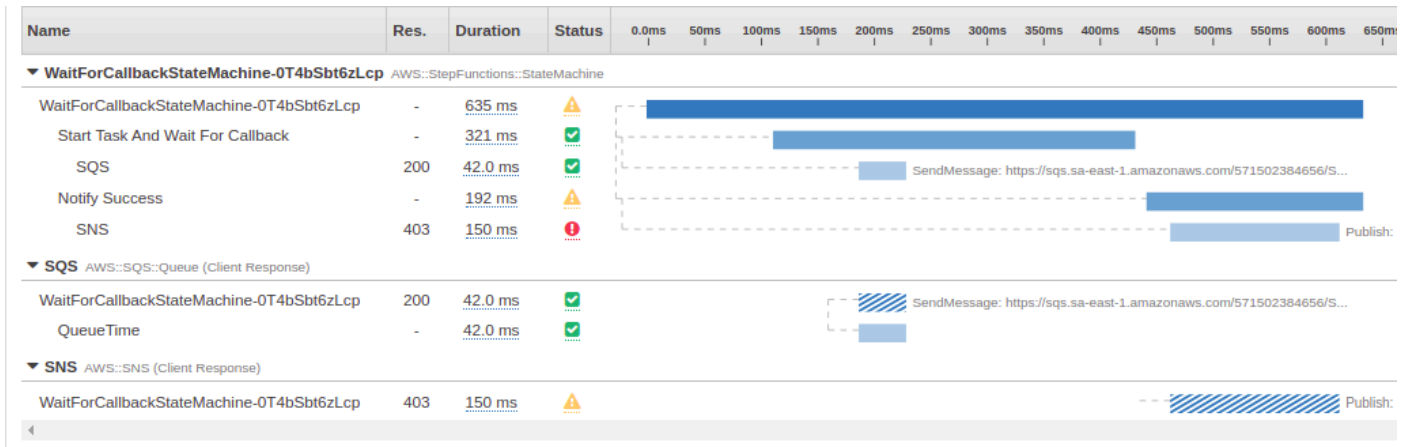 Name Res. Duration Status 0.0ms 50ms 100ms 150ms 200ms 250ms 300ms 350ms 400ms 450ms 500ms 550ms 600ms 650ms
WaitForCallbackStateMachine-0T4bSbt6zLcp AWS::StepFunctions::StateMachine
WaitForCallbackStateMachine-0T4bSbt6zLcp - 635 ms
Start Task And Wait For Callback - 321 ms
SQS 200 42.0 ms SendMessage: https://sqs.sa-east-1.amazonaws.com/571502384656/S...
Notify Success - 192 ms
SNS 403 150 ms Publish:
SQS AWS::SQS::Queue (Client Response)
WaitForCallbackStateMachine-0T4bSbt6zLcp 200 42.0 ms SendMessage: https://sqs.sa-east-1.amazonaws.com/571502384656/S...
QueueTime - 42.0 ms
SNS AWS::SNS (Client Response)
WaitForCallbackStateMachine-0T4bSbt6zLcp 403 150 ms Publish: